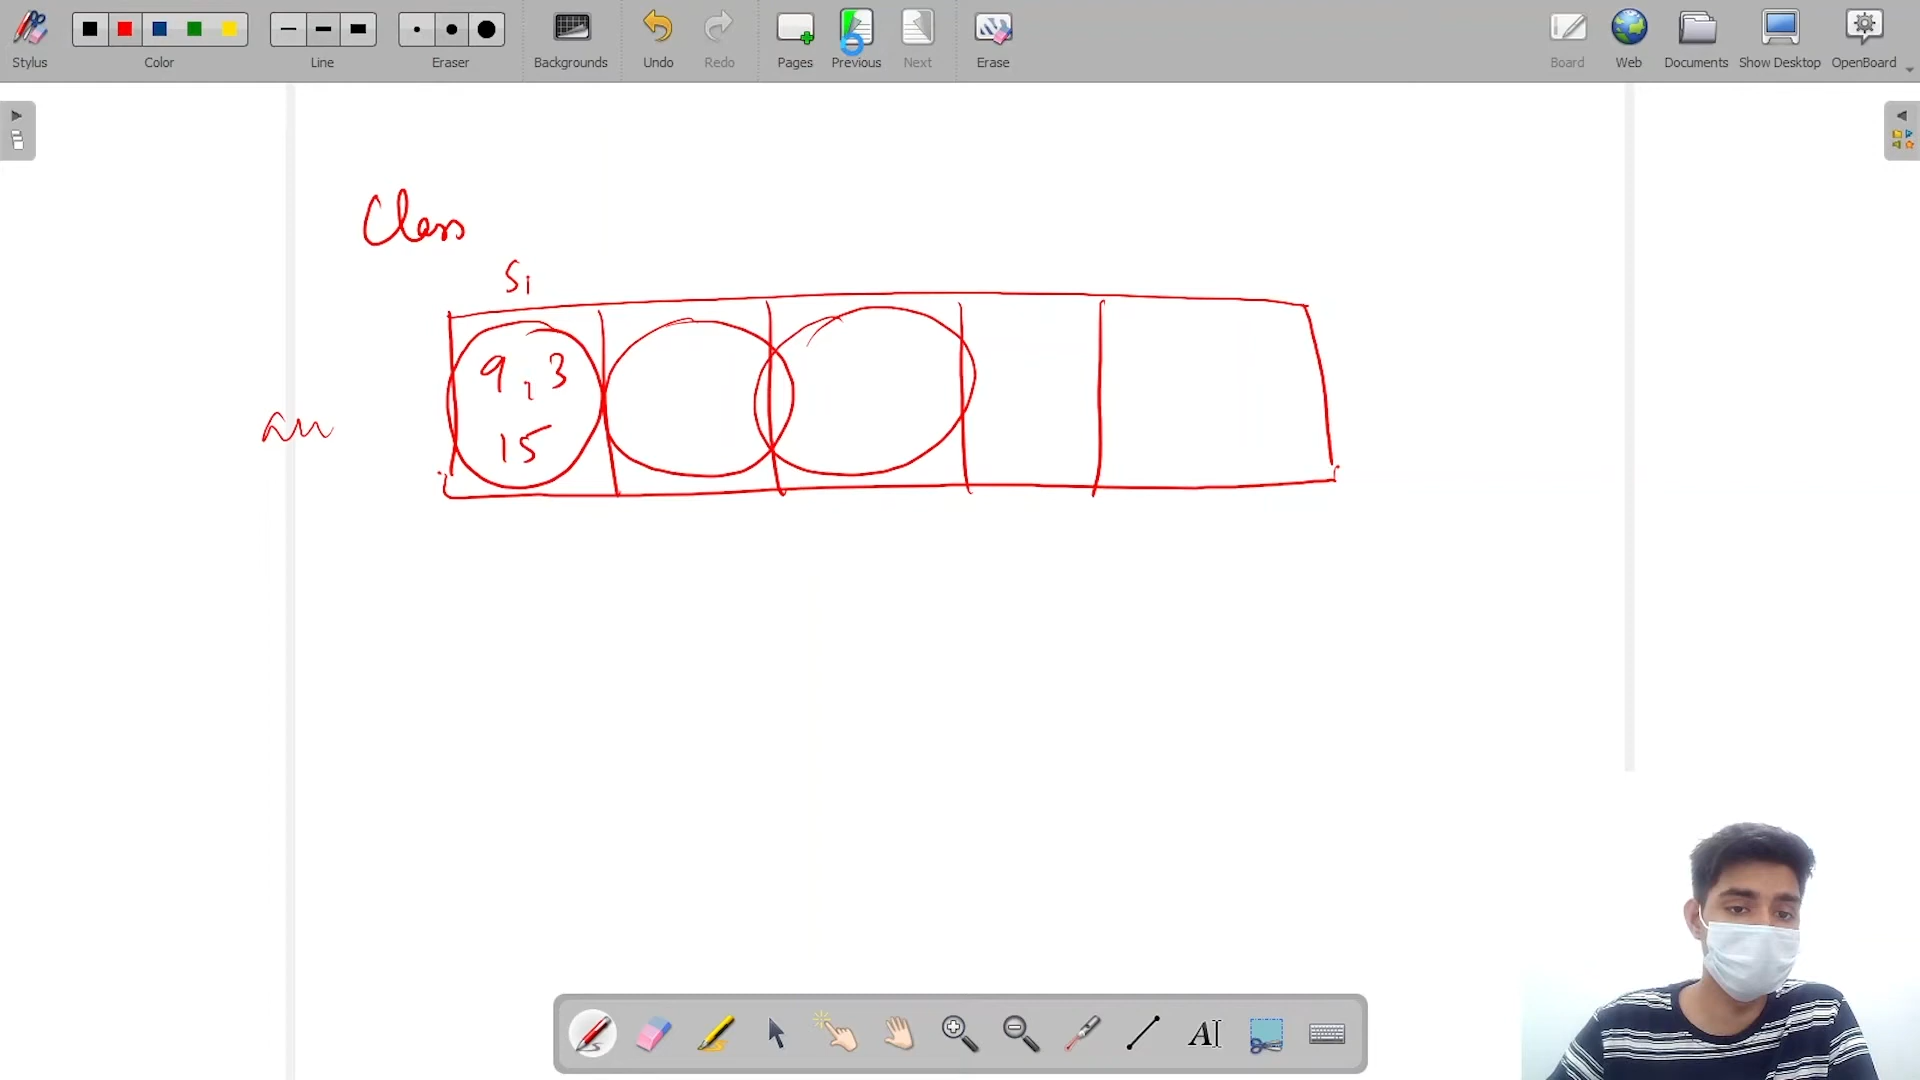 Stylus Color Line Eraser Backgrounds Undo Redo Pages Previous Next Erase Board Web Documents Show Desktop OpenBoard
Class
S1
9, 3
15
arr